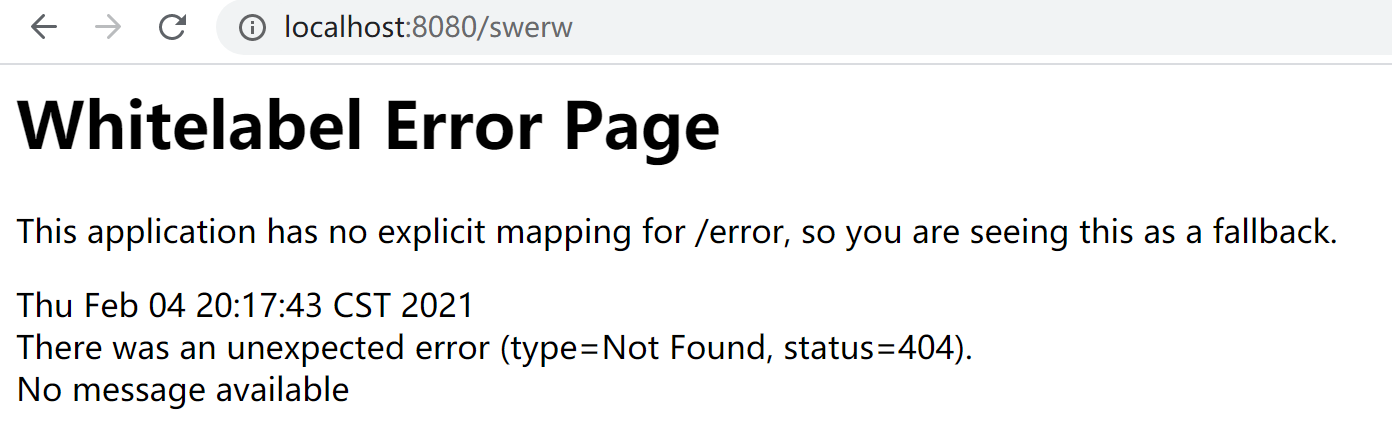 localhost:8080/swerw
Whitelabel Error Page
This application has no explicit mapping for /error, so you are seeing this as a fallback.
Thu Feb 04 20:17:43 CST 2021
There was an unexpected error (type=Not Found, status=404).
No message available